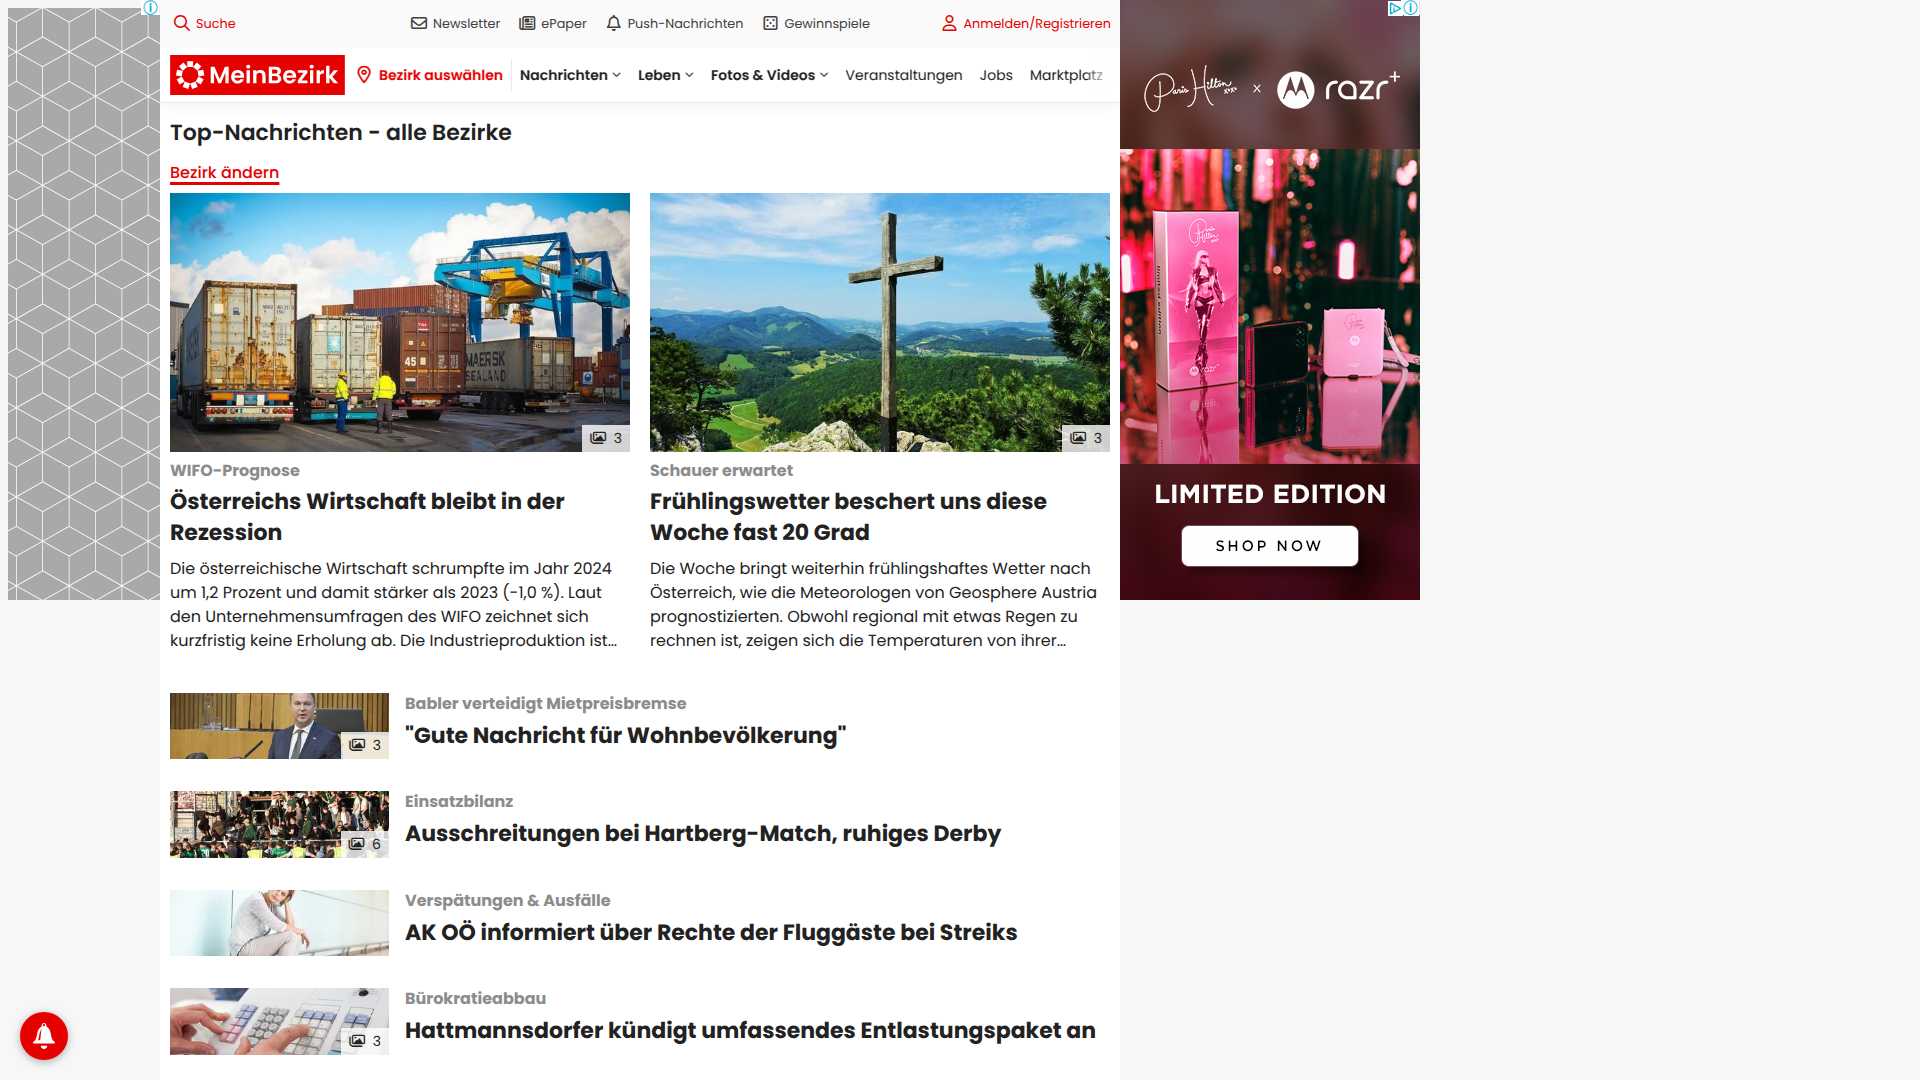 Suche
Newsletter
ePaper
Push-Nachrichten
Gewinnspiele
Anmelden/Registrieren
MeinBezirk
Bezirk auswählen
Nachrichten
Leben
Fotos & Videos
Veranstaltungen
Jobs
Marktplatz
Top-Nachrichten - alle Bezirke
Bezirk ändern
3
WIFO-Prognose
Österreichs Wirtschaft bleibt in der
Rezession
Die österreichische Wirtschaft schrumpfte im Jahr 2024
um 1,2 Prozent und damit stärker als 2023 (-1,0 %). Laut
den Unternehmensumfragen des WIFO zeichnet sich
kurzfristig keine Erholung ab. Die Industrieproduktion ist...
3
Schauer erwartet
Frühlingswetter beschert uns diese
Woche fast 20 Grad
Die Woche bringt weiterhin frühlingshaftes Wetter nach
Österreich, wie die Meteorologen von Geosphere Austria
prognostizierten. Obwohl regional mit etwas Regen zu
rechnen ist, zeigen sich die Temperaturen von ihrer...
3
Babler verteidigt Mietpreisbremse
"Gute Nachricht für Wohnbevölkerung"
6
Einsatzbilanz
Ausschreitungen bei Hartberg-Match, ruhiges Derby
Verspätungen & Ausfälle
AK OÖ informiert über Rechte der Fluggäste bei Streiks
3
Bürokratieabbau
Hattmannsdorfer kündigt umfassendes Entlastungspaket an
Paris Hilton x razr+
LIMITED EDITION
SHOP NOW
MAERSK
SEALAND
45